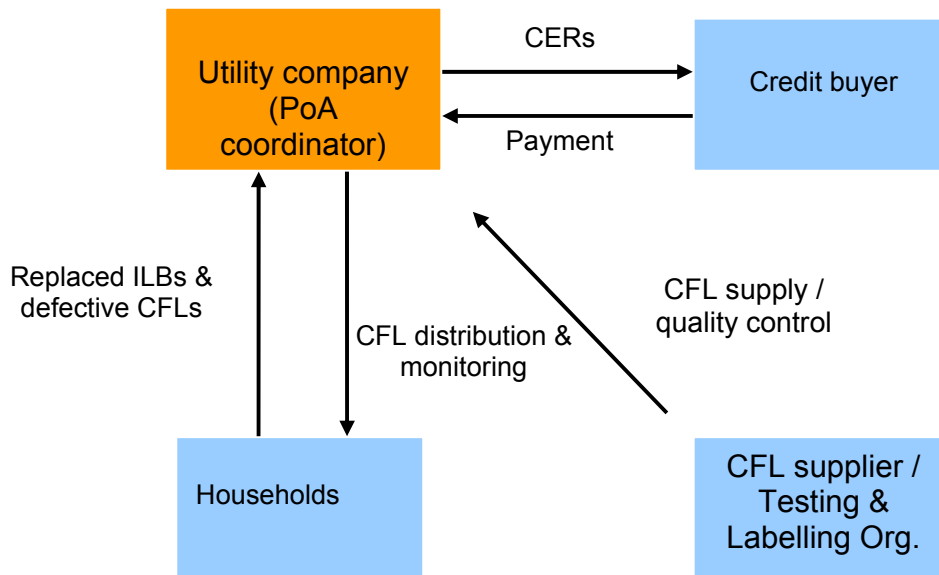 CERs
Utility company
(PoA
coordinator)
Credit buyer
Payment
Replaced ILBs &
defective CFLs
CFL supply /
quality control
CFL distribution &
monitoring
Households
CFL supplier /
Testing &
Labelling Org.